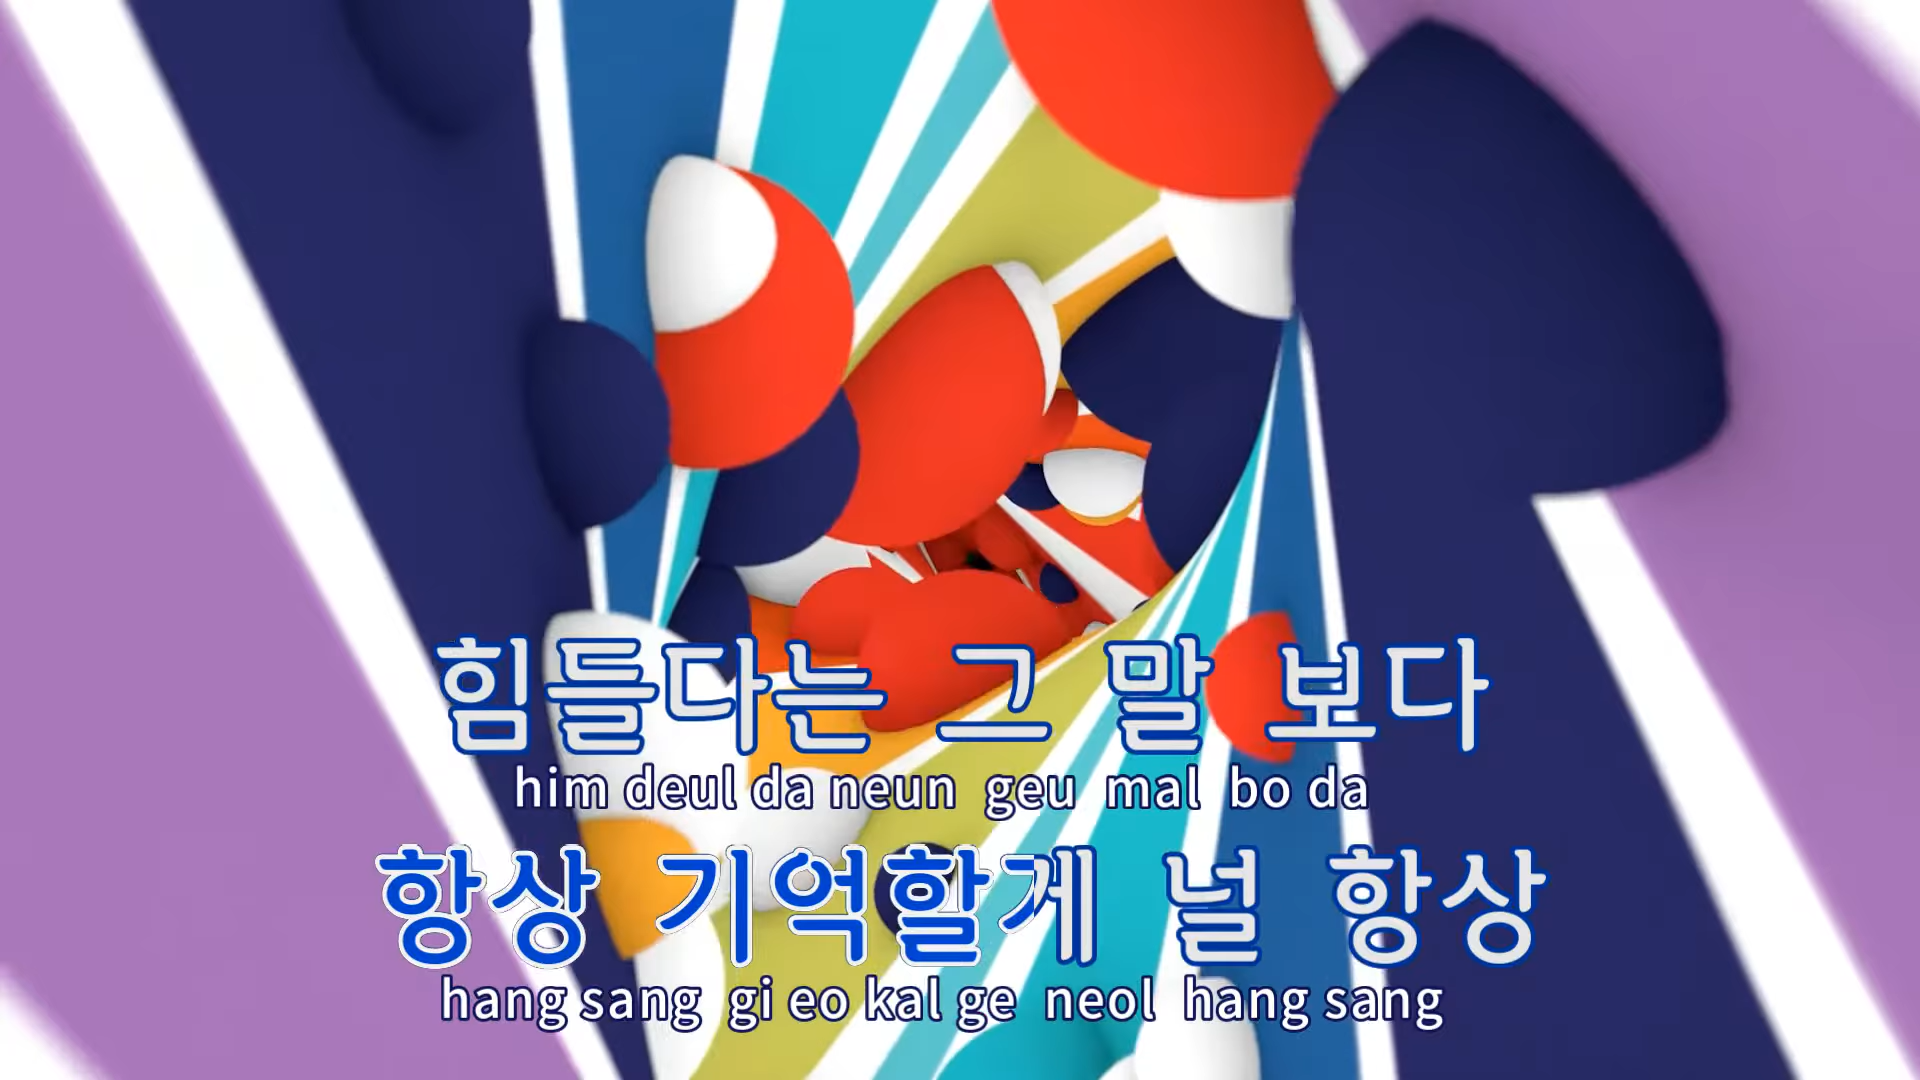 힘들다는 그 말 보다
him deul da neun geu mal bo da
항상 기억할게 널 항상
hang sang gi eo kal ge neol hang sang